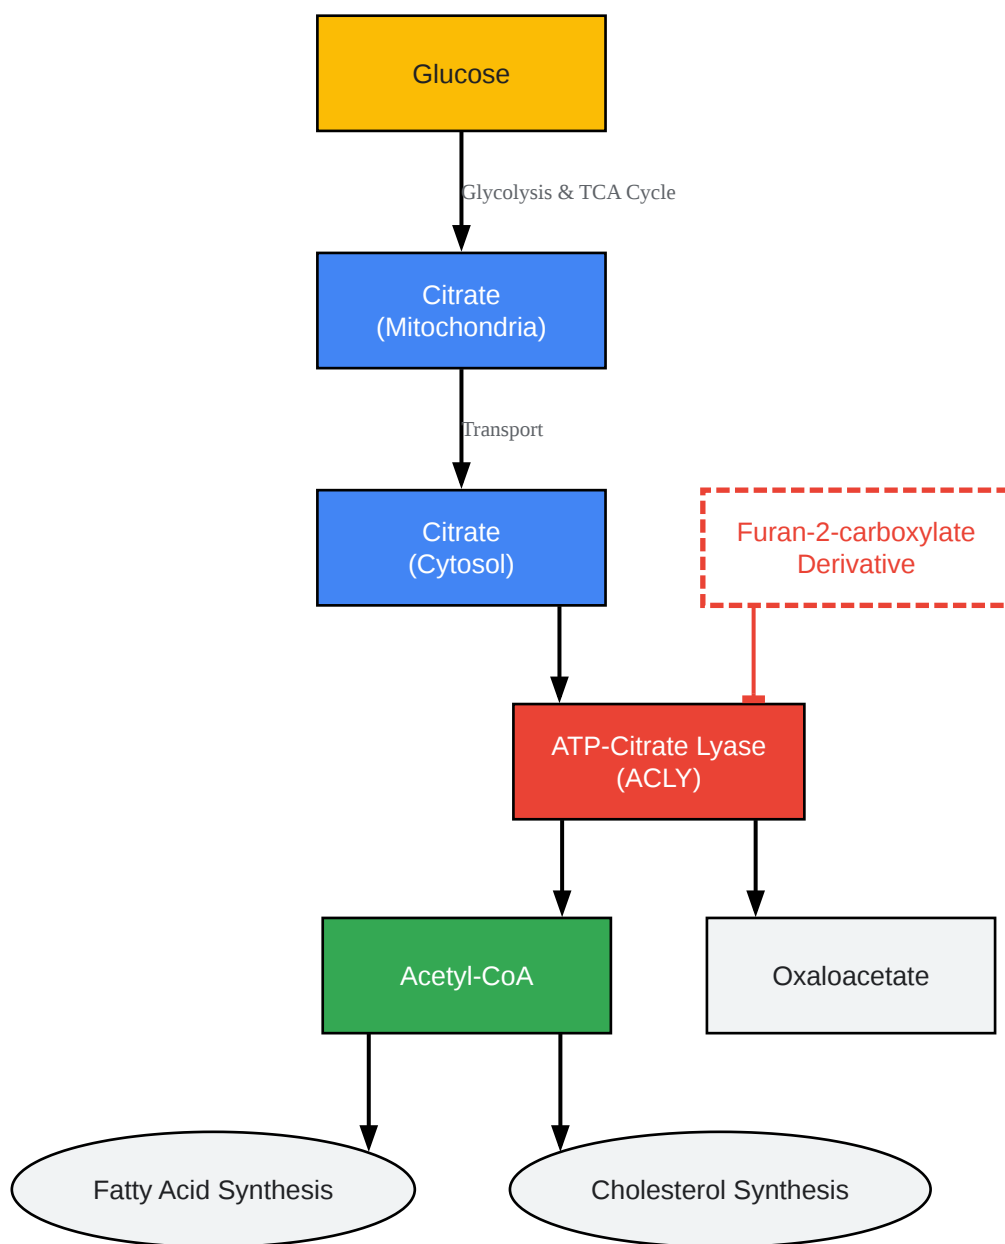 Glucose
Glycolysis & TCA Cycle
Citrate
(Mitochondria)
Transport
Citrate
(Cytosol)
Furan-2-carboxylate
Derivative
ATP-Citrate Lyase
(ACLY)
Acetyl-CoA
Oxaloacetate
Fatty Acid Synthesis
Cholesterol Synthesis